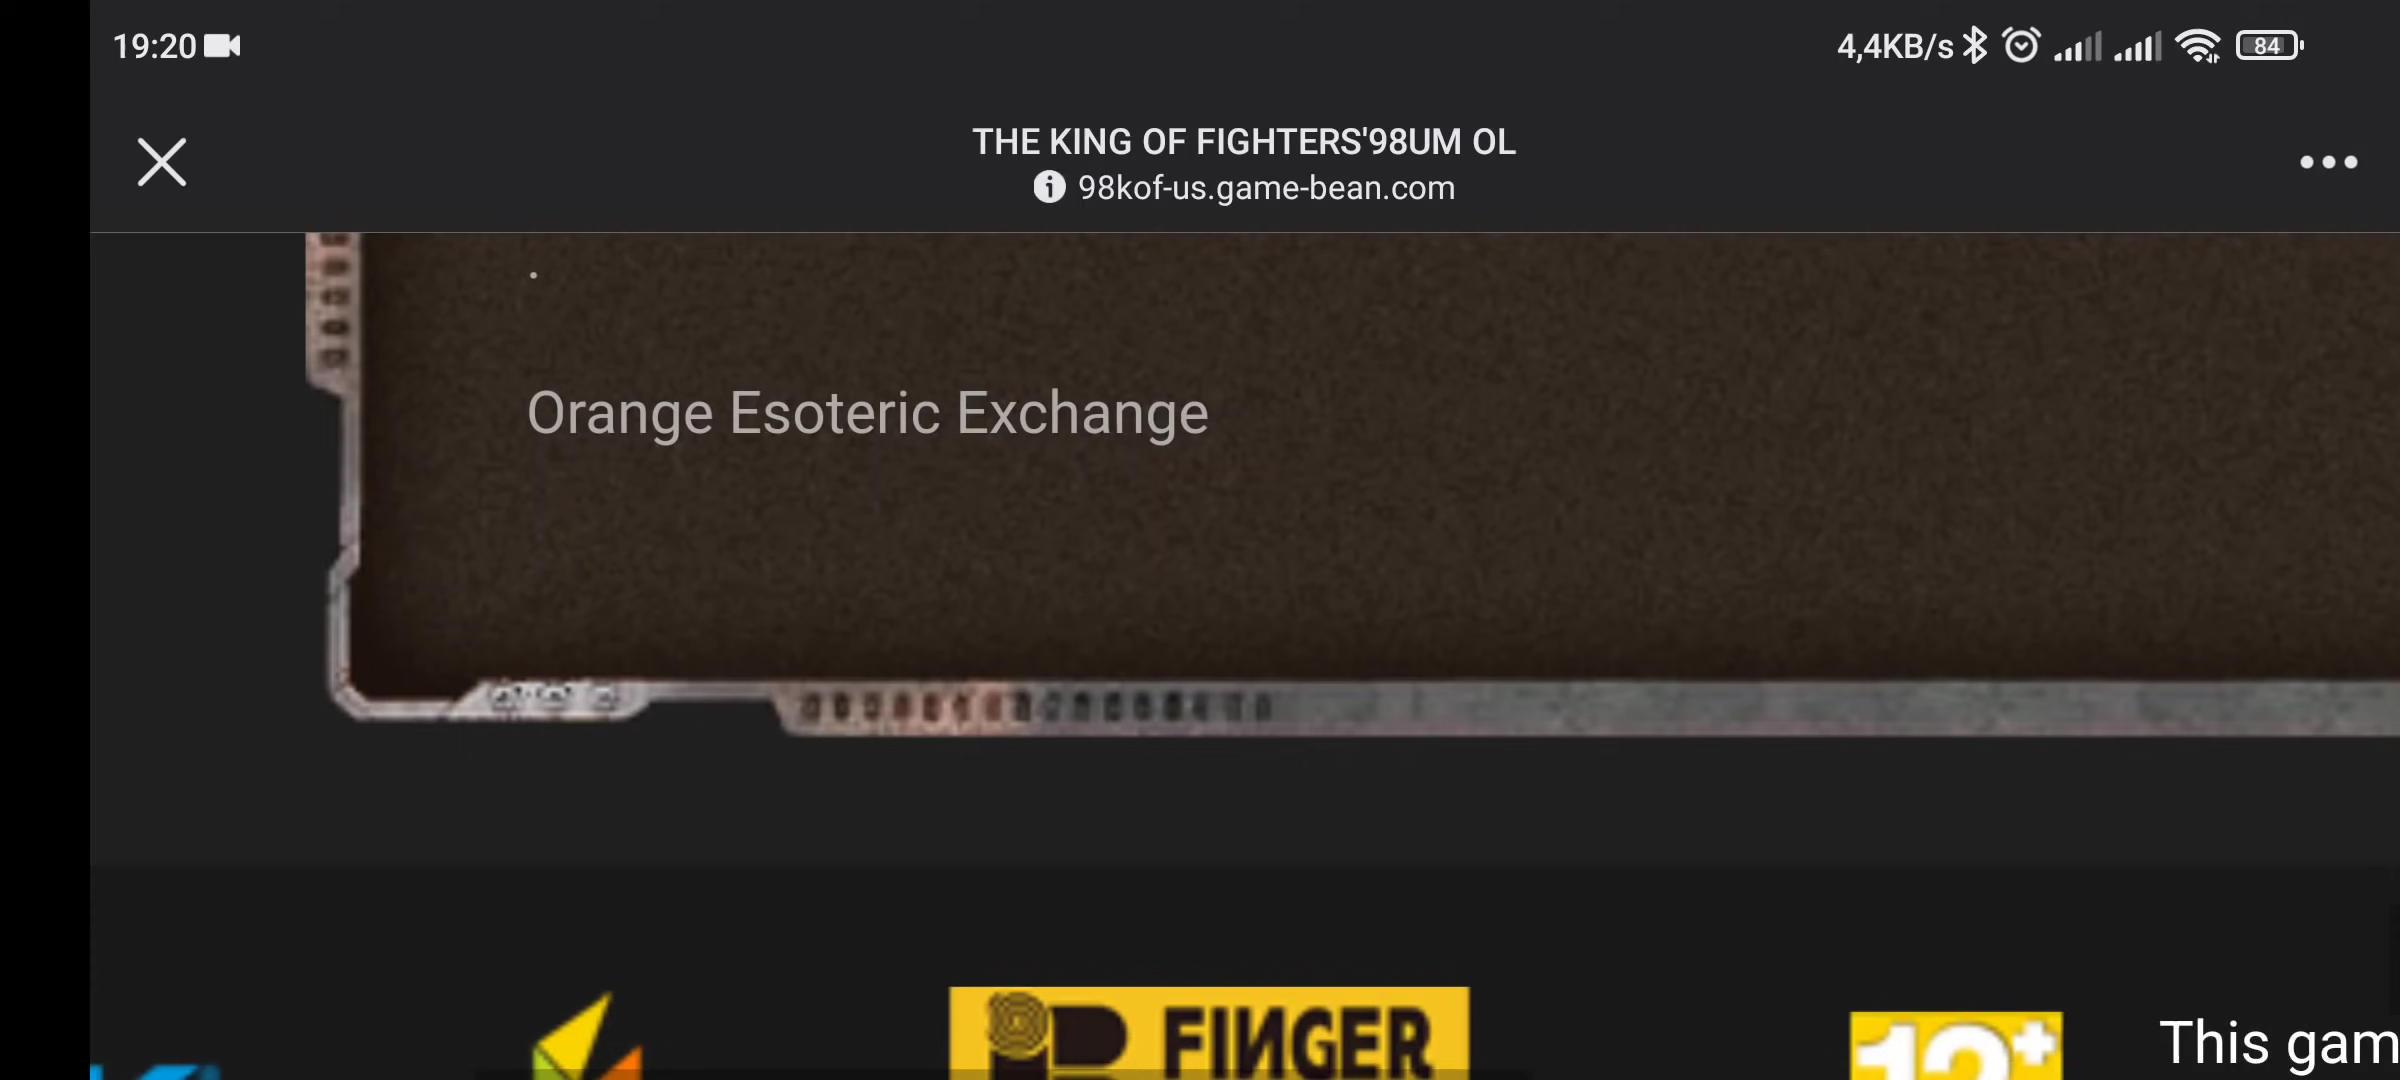 19:20
4,4KB/s
84
THE KING OF FIGHTERS'98UM OL
98kof-us.game-bean.com
.
Orange Esoteric Exchange
FINGER
12+
This gam